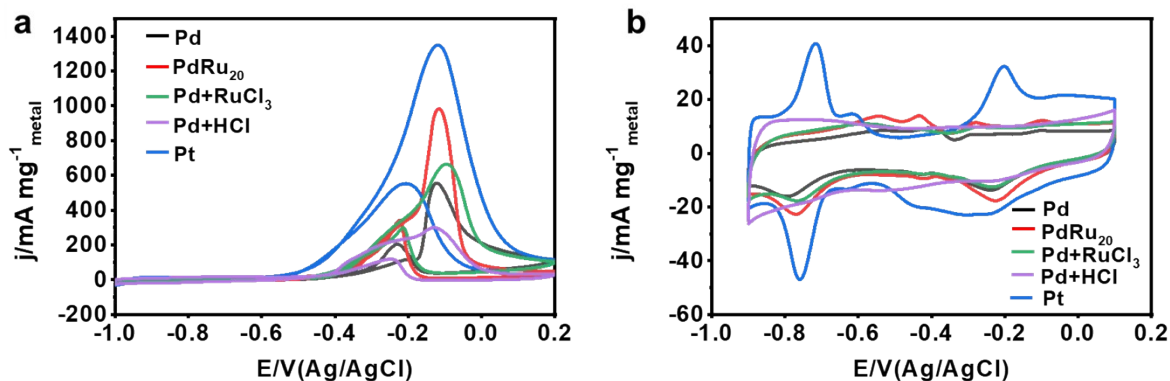 a
j/mA mg⁻¹ metal
1400
1200
1000
800
600
400
200
0
-200
Pd
PdRu₂₀
Pd+RuCl₃
Pd+HCl
Pt
-1.0 -0.8 -0.6 -0.4 -0.2 0.0 0.2
E/V(Ag/AgCl)
b
j/mA mg⁻¹ metal
40
20
0
-20
-40
-60
Pd
PdRu₂₀
Pd+RuCl₃
Pd+HCl
Pt
-1.0 -0.8 -0.6 -0.4 -0.2 0.0 0.2
E/V(Ag/AgCl)